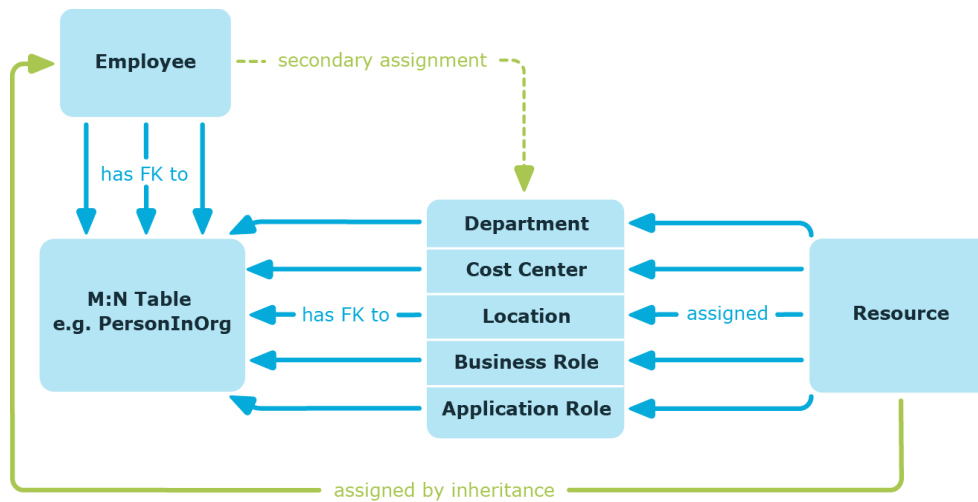 Employee
secondary assignment
has FK to
Department
Cost Center
M:N Table
e.g. PersonInOrg
has FK to
Location
assigned
Resource
Business Role
Application Role
assigned by inheritance